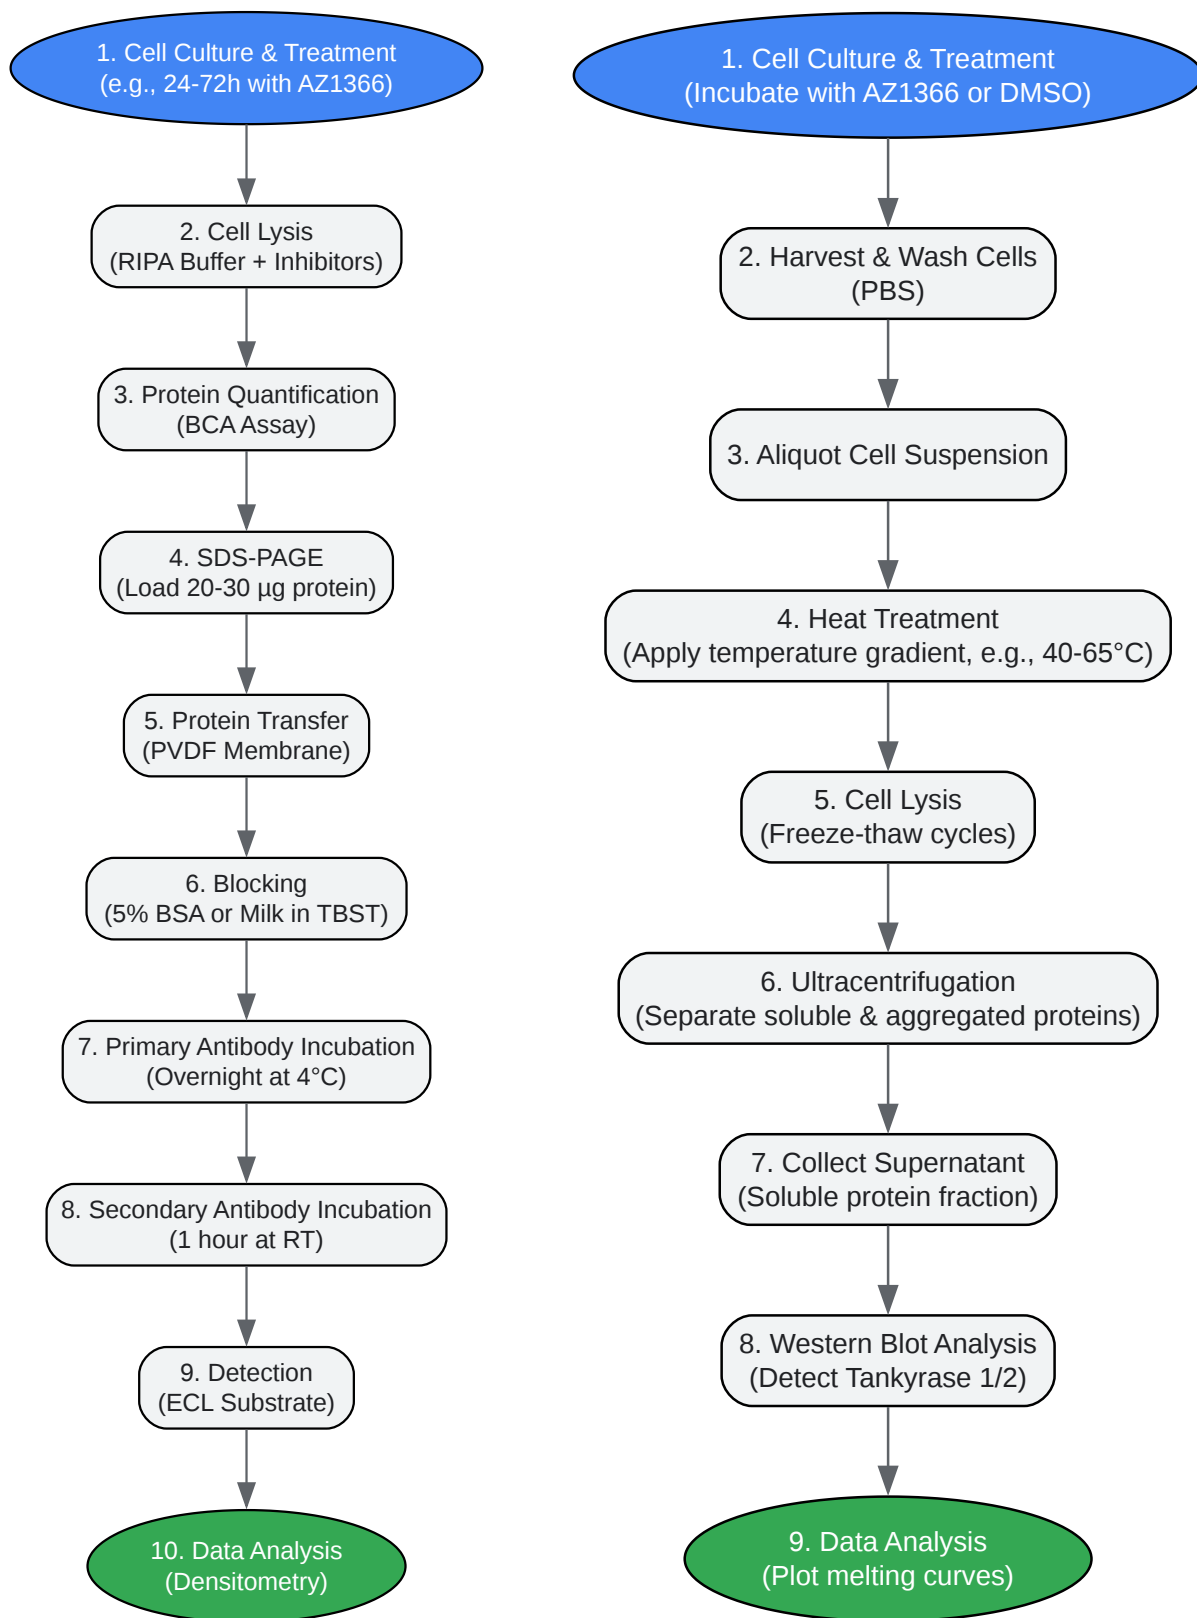 1. Cell Culture & Treatment
(e.g., 24-72h with AZ1366)
2. Cell Lysis
(RIPA Buffer + Inhibitors)
3. Protein Quantification
(BCA Assay)
4. SDS-PAGE
(Load 20-30 µg protein)
5. Protein Transfer
(PVDF Membrane)
6. Blocking
(5% BSA or Milk in TBST)
7. Primary Antibody Incubation
(Overnight at 4°C)
8. Secondary Antibody Incubation
(1 hour at RT)
9. Detection
(ECL Substrate)
10. Data Analysis
(Densitometry)
1. Cell Culture & Treatment
(Incubate with AZ1366 or DMSO)
2. Harvest & Wash Cells
(PBS)
3. Aliquot Cell Suspension
4. Heat Treatment
(Apply temperature gradient, e.g., 40-65°C)
5. Cell Lysis
(Freeze-thaw cycles)
6. Ultracentrifugation
(Separate soluble & aggregated proteins)
7. Collect Supernatant
(Soluble protein fraction)
8. Western Blot Analysis
(Detect Tankyrase 1/2)
9. Data Analysis
(Plot melting curves)